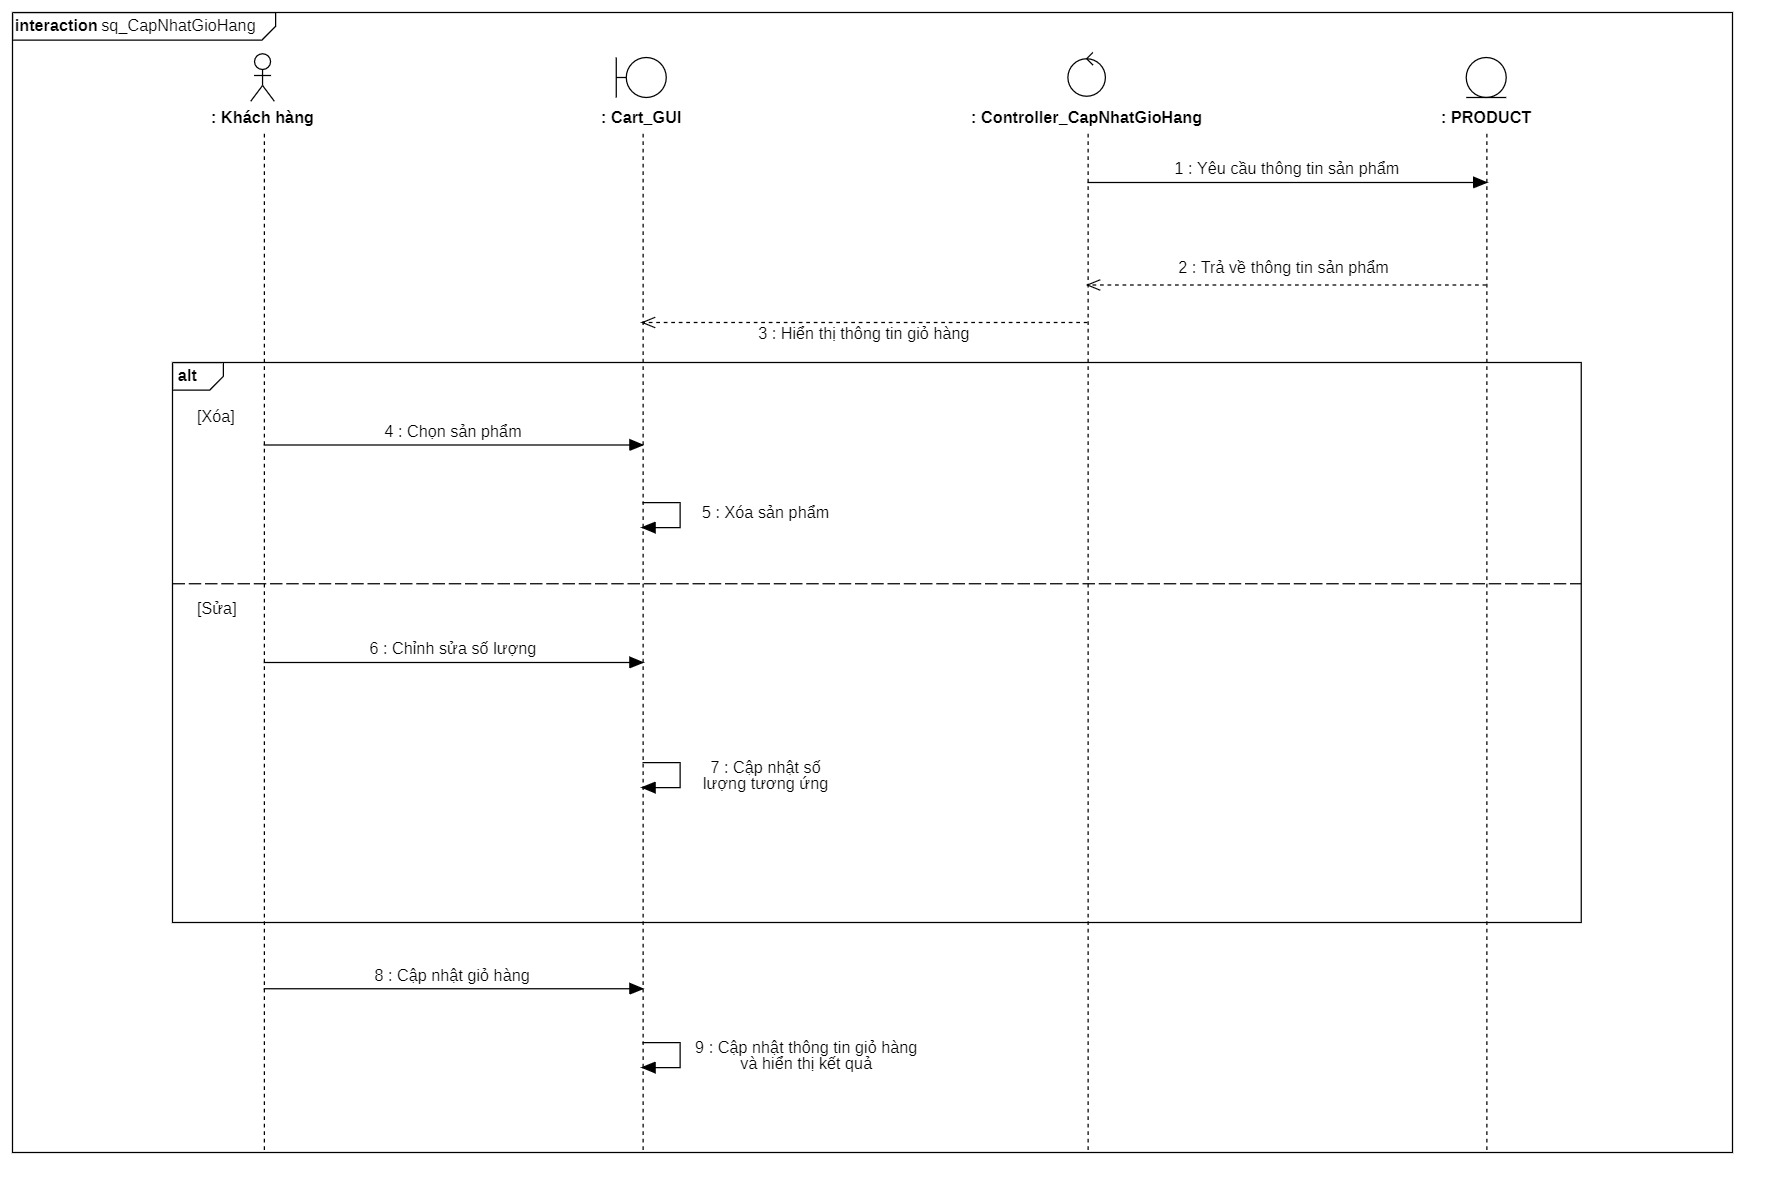 interaction sq_CapNhatGioHang
: Khách hàng
: Cart_GUI
: Controller_CapNhatGioHang
: PRODUCT
1 : Yêu cầu thông tin sản phẩm
2 : Trả về thông tin sản phẩm
3 : Hiển thị thông tin giỏ hàng
alt
[Xóa]
4 : Chọn sản phẩm
5 : Xóa sản phẩm
[Sửa]
6 : Chỉnh sửa số lượng
7 : Cập nhật số
lượng tương ứng
8 : Cập nhật giỏ hàng
9 : Cập nhật thông tin giỏ hàng
và hiển thị kết quả